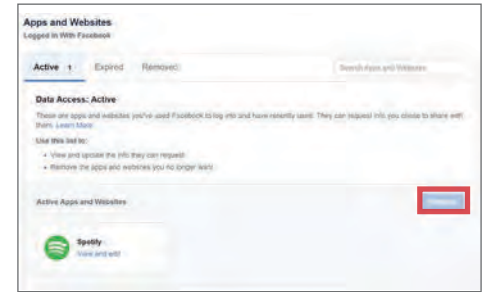 Apps and Websites
Logged in With Facebook
Active 1 Expired Removed Search Apps and Websites
Data Access: Active
These are apps and websites you've used Facebook to log into and have recently used. They can request info you chose to share with
them. Learn More
Use this list to:
• View and update the info they can request
• Remove the apps and websites you no longer want
Active Apps and Websites Remove
Spotify
View and edit